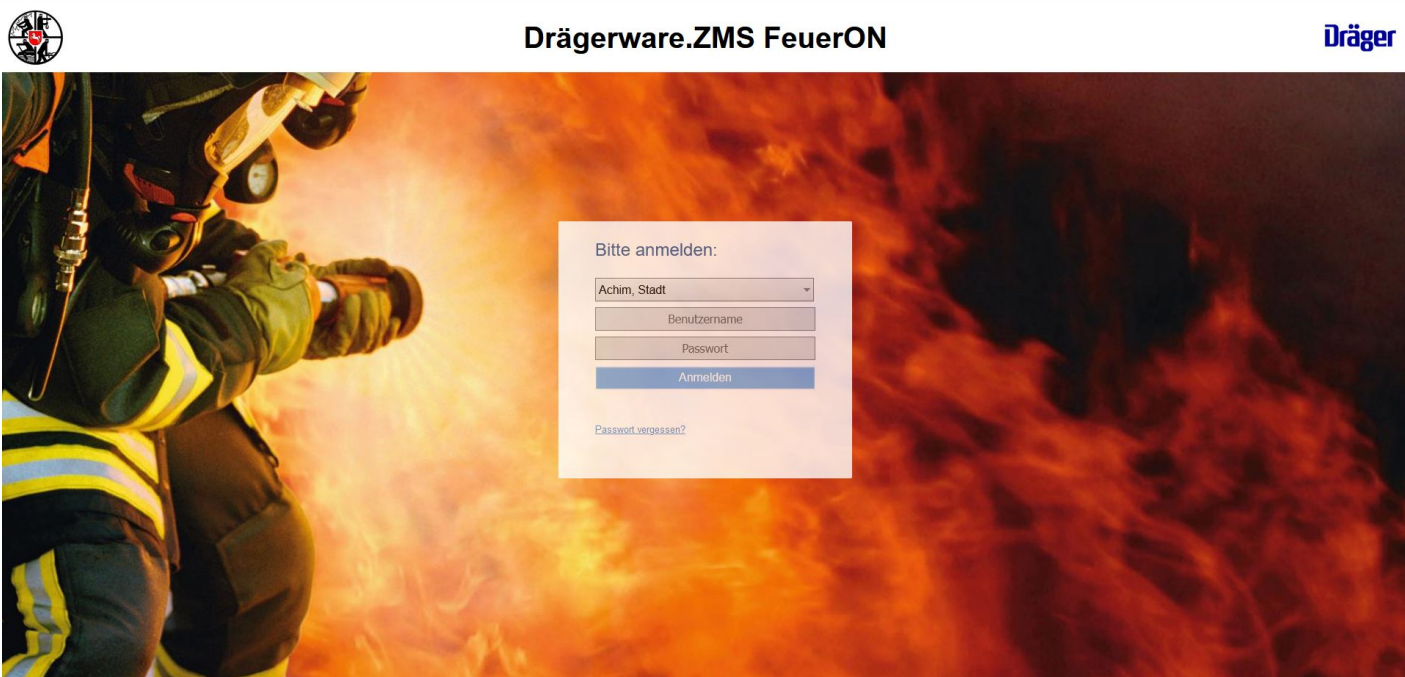 Drägerware.ZMS FeuerON
Dräger
Bitte anmelden:
Achim, Stadt
Benutzername
Passwort
Anmelden
Passwort vergessen?